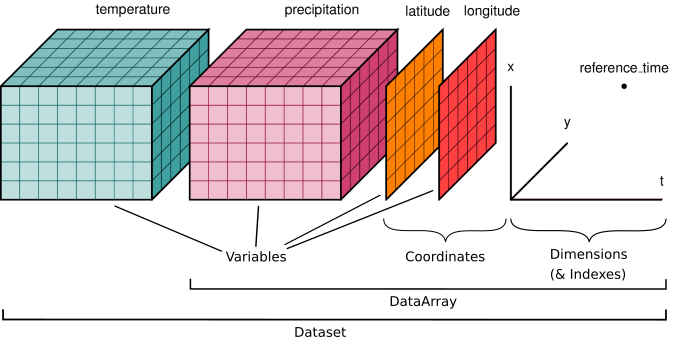 temperature
precipitation
latitude
longitude
x
reference_time
y
t
Variables
Coordinates
Dimensions
(& Indexes)
DataArray
Dataset